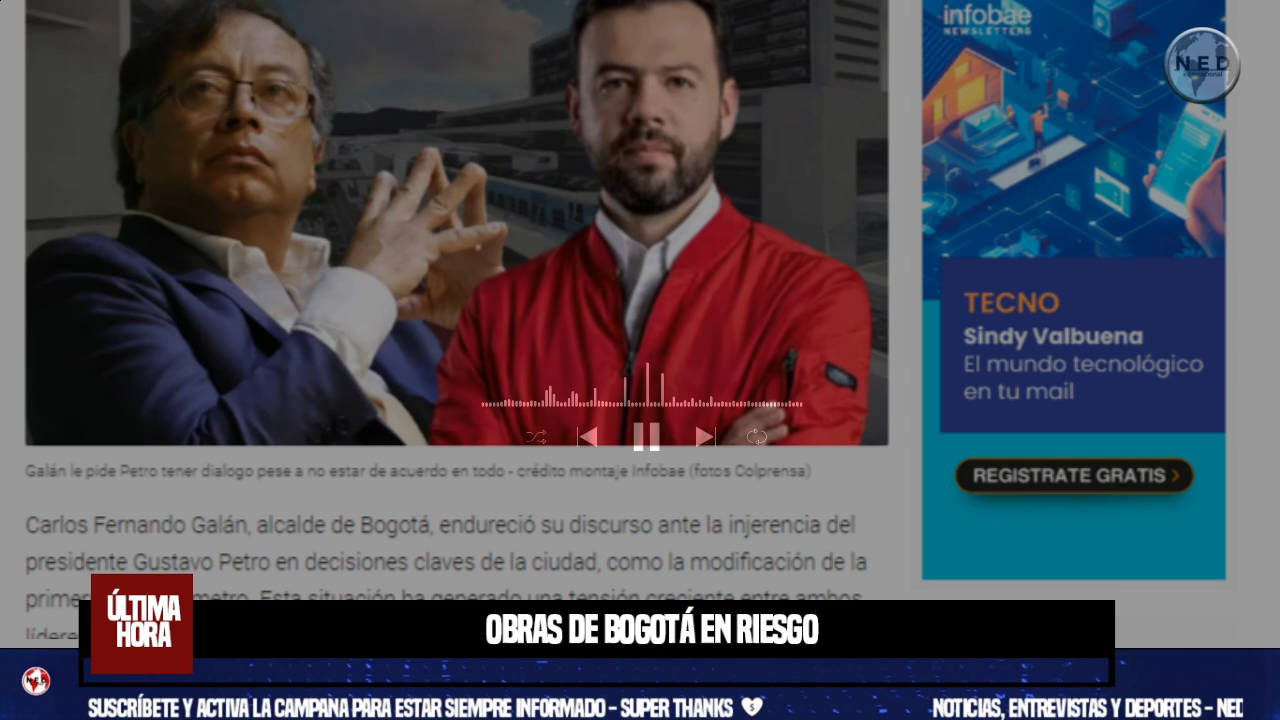 infobae
NEWSLETTERS
NED
international
TECNO
Sindy Valbuena
El mundo tecnológico
en tu mail
REGISTRATE GRATIS
Galán le pide Petro tener dialogo pese a no estar de acuerdo en todo - crédito montaje Infobae (fotos Colprensa)
Carlos Fernando Galán, alcalde de Bogotá, endureció su discurso ante la injerencia del
presidente Gustavo Petro en decisiones claves de la ciudad, como la modificación de la
metro. Esta situación ha generado una tensión creciente entre ambos
ÚLTIMA
HORA
OBRAS DE BOGOTÁ EN RIESGO
SUSCRÍBETE Y ACTIVA LA CAMPANA PARA ESTAR SIEMPRE INFORMADO - SUPER THANKS
NOTICIAS, ENTREVISTAS Y DEPORTES - NED